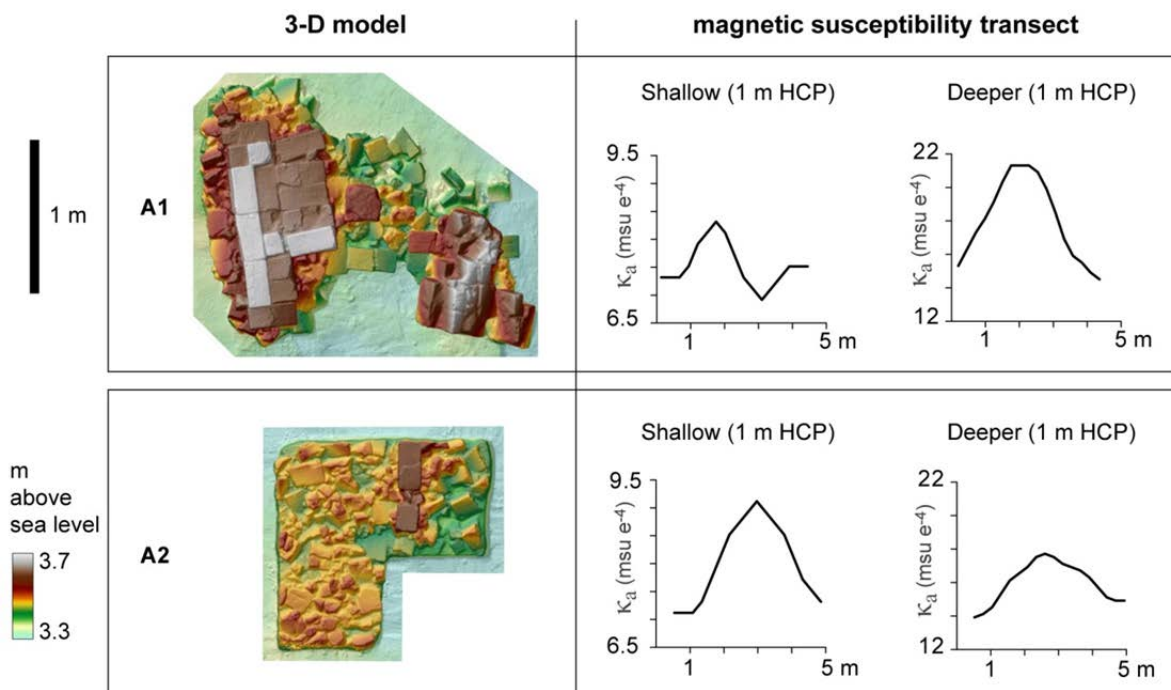 3-D model
magnetic susceptibility transect
1 m
A1
Shallow (1 m HCP)
9.5
κa (msu e-4)
6.5
1
5 m
Deeper (1 m HCP)
22
κa (msu e-4)
12
1
5 m
m
above
sea level
3.7
3.3
A2
Shallow (1 m HCP)
9.5
κa (msu e-4)
6.5
1
5 m
Deeper (1 m HCP)
22
κa (msu e-4)
12
1
5 m